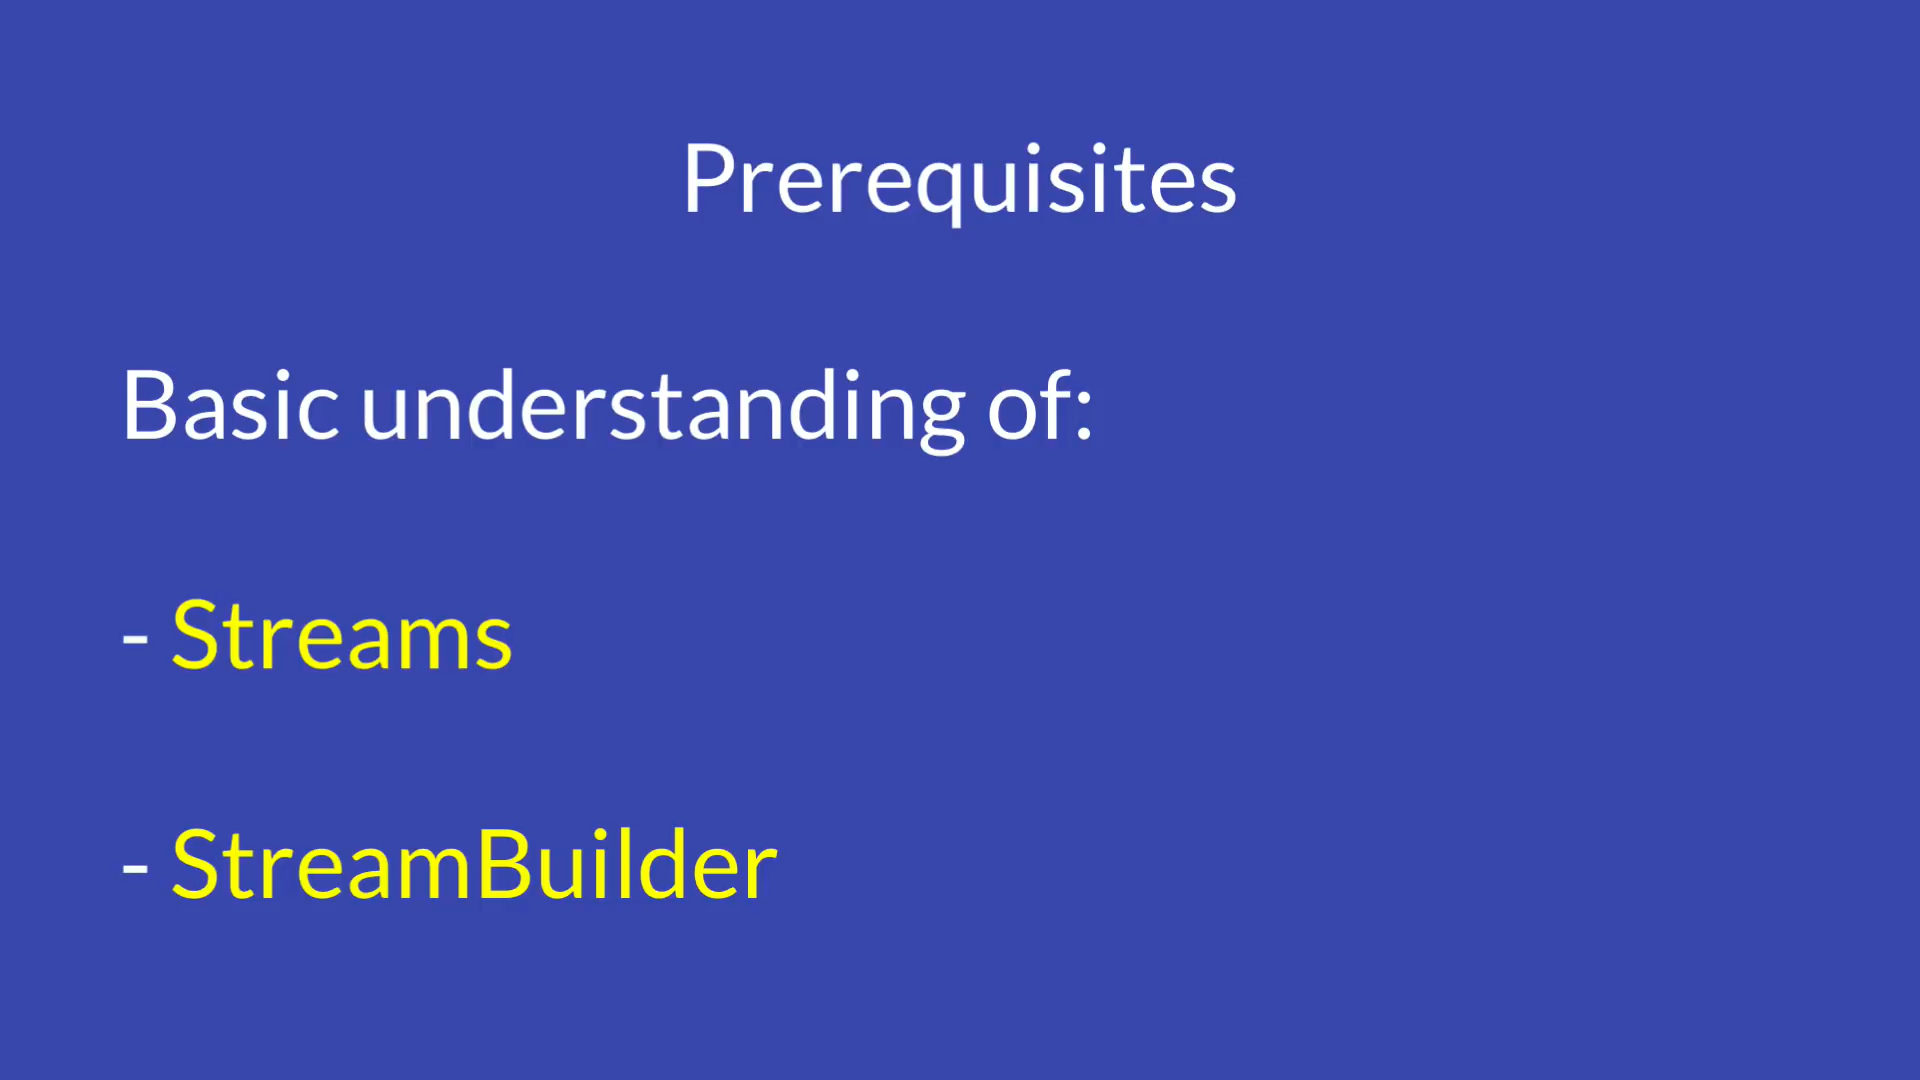 Prerequisites
Basic understanding of:
- Streams
- StreamBuilder